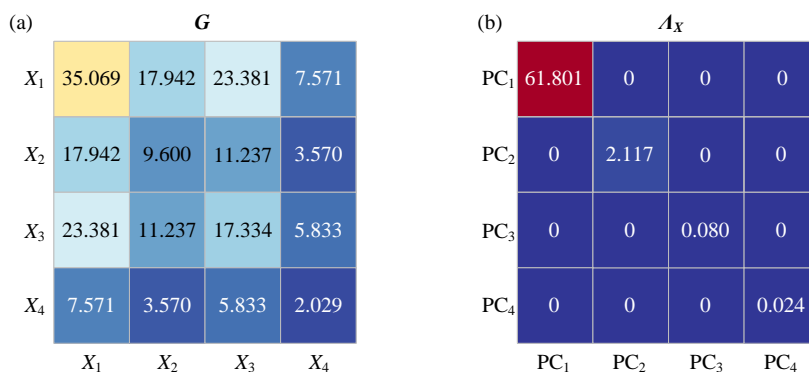 (a) G
X1 35.069 17.942 23.381 7.571
X2 17.942 9.600 11.237 3.570
X3 23.381 11.237 17.334 5.833
X4 7.571 3.570 5.833 2.029
X1 X2 X3 X4
(b) ΛX
PC1 61.801 0 0 0
PC2 0 2.117 0 0
PC3 0 0 0.080 0
PC4 0 0 0 0.024
PC1 PC2 PC3 PC4